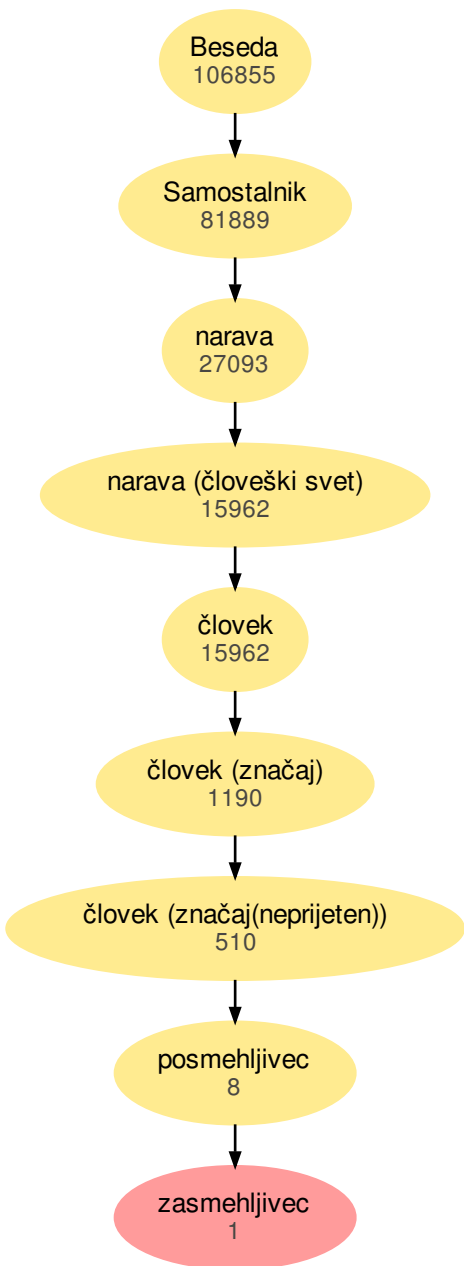 Beseda
106855
Samostalnik
81889
narava
27093
narava (človeški svet)
15962
človek
15962
človek (značaj)
1190
človek (značaj(neprijeten))
510
posmehljivec
8
zasmehljivec
1